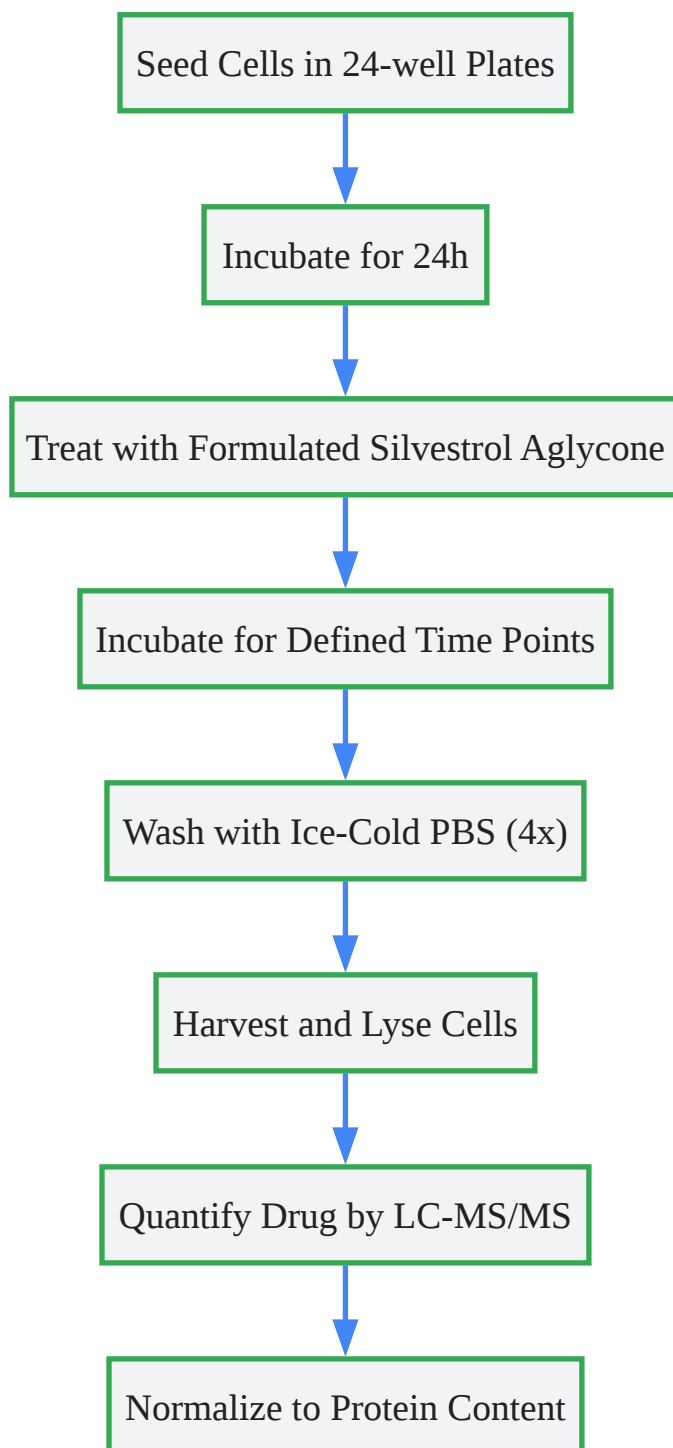 Seed Cells in 24-well Plates
Incubate for 24h
Treat with Formulated Silvestrol Aglycone
Incubate for Defined Time Points
Wash with Ice-Cold PBS (4x)
Harvest and Lyse Cells
Quantify Drug by LC-MS/MS
Normalize to Protein Content